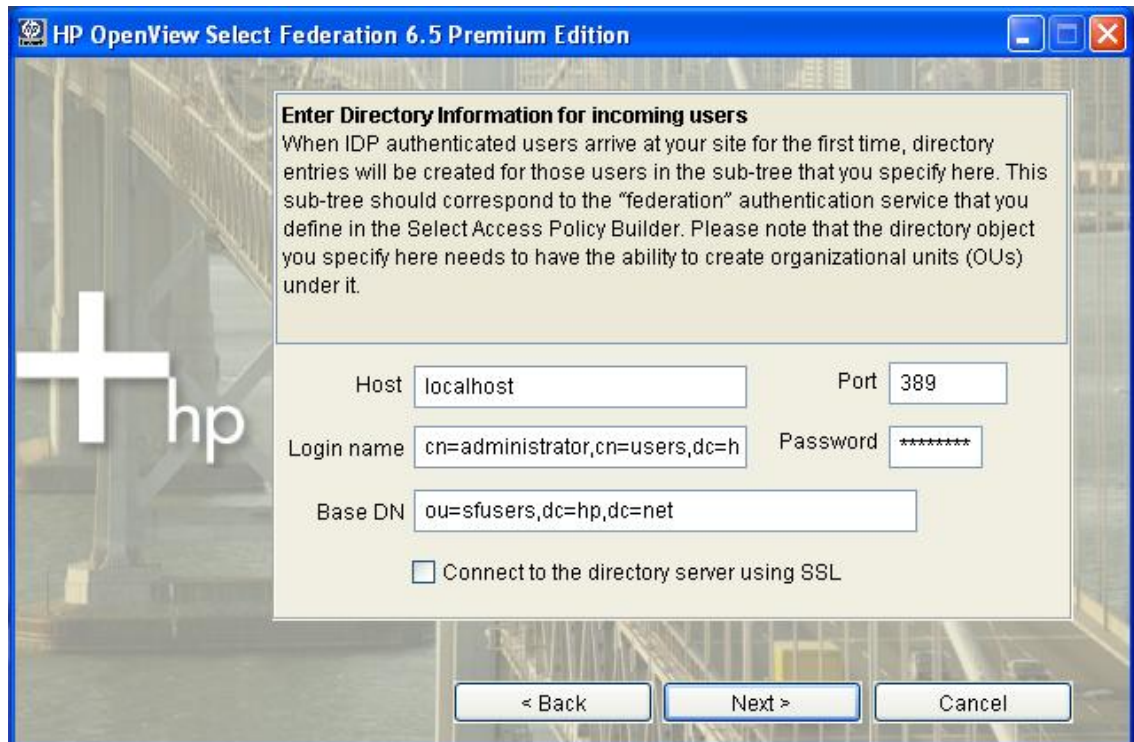 HP OpenView Select Federation 6.5 Premium Edition
Enter Directory Information for incoming users
When IDP authenticated users arrive at your site for the first time, directory
entries will be created for those users in the sub-tree that you specify here. This
sub-tree should correspond to the “federation” authentication service that you
define in the Select Access Policy Builder. Please note that the directory object
you specify here needs to have the ability to create organizational units (OUs)
under it.
hp
Host localhost Port 389
Login name cn=administrator,cn=users,dc=h Password ********
Base DN ou=sfusers,dc=hp,dc=net
Connect to the directory server using SSL
< Back Next > Cancel